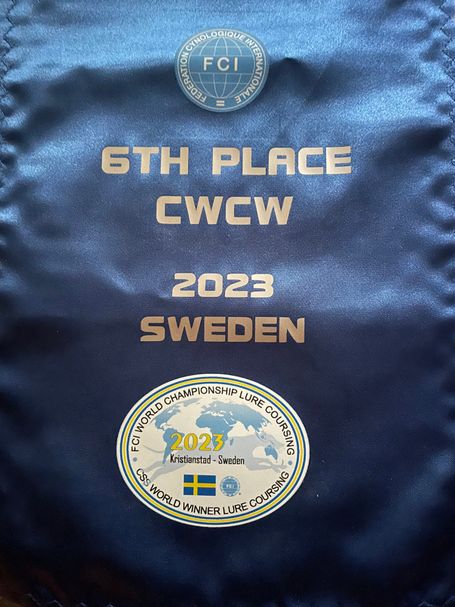 FEDERATION CYNOLOGIQUE INTERNATIONALE
FCI
6TH PLACE
CWCW
2023
SWEDEN
FCI WORLD CHAMPIONSHIP LURE COURSING
2023
Kristianstad - Sweden
FCI
CSS WORLD WINNER LURE COURSING